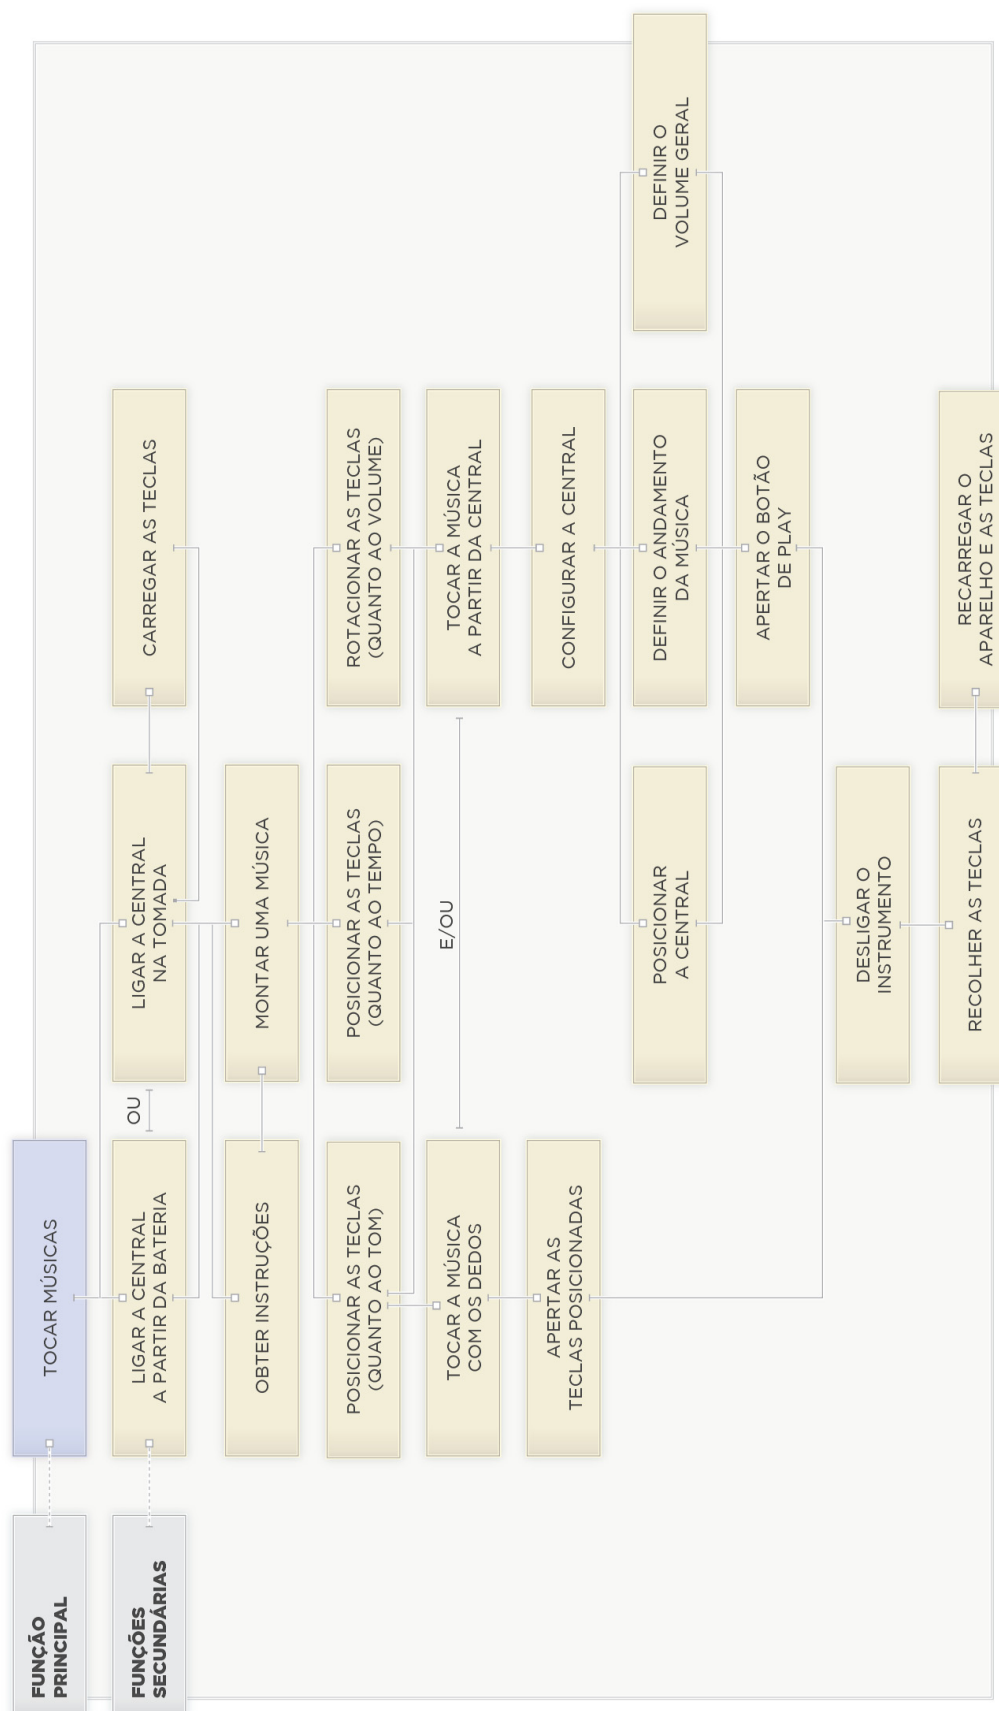 FUNÇÃO
PRINCIPAL
TOCAR MÚSICAS
FUNÇÕES
SECUNDÁRIAS
LIGAR A CENTRAL
A PARTIR DA BATERIA
OU
LIGAR A CENTRAL
NA TOMADA
CARREGAR AS TECLAS
OBTER INSTRUÇÕES
MONTAR UMA MÚSICA
POSICIONAR AS TECLAS
(QUANTO AO TOM)
POSICIONAR AS TECLAS
(QUANTO AO TEMPO)
ROTACIONAR AS TECLAS
(QUANTO AO VOLUME)
TOCAR A MÚSICA
COM OS DEDOS
E/OU
TOCAR A MÚSICA
A PARTIR DA CENTRAL
APERTAR AS
TECLAS POSICIONADAS
CONFIGURAR A CENTRAL
POSICIONAR
A CENTRAL
DEFINIR O ANDAMENTO
DA MÚSICA
DEFINIR O
VOLUME GERAL
APERTAR O BOTÃO
DE PLAY
DESLIGAR O
INSTRUMENTO
RECOLHER AS TECLAS
RECARREGAR O
APARELHO E AS TECLAS